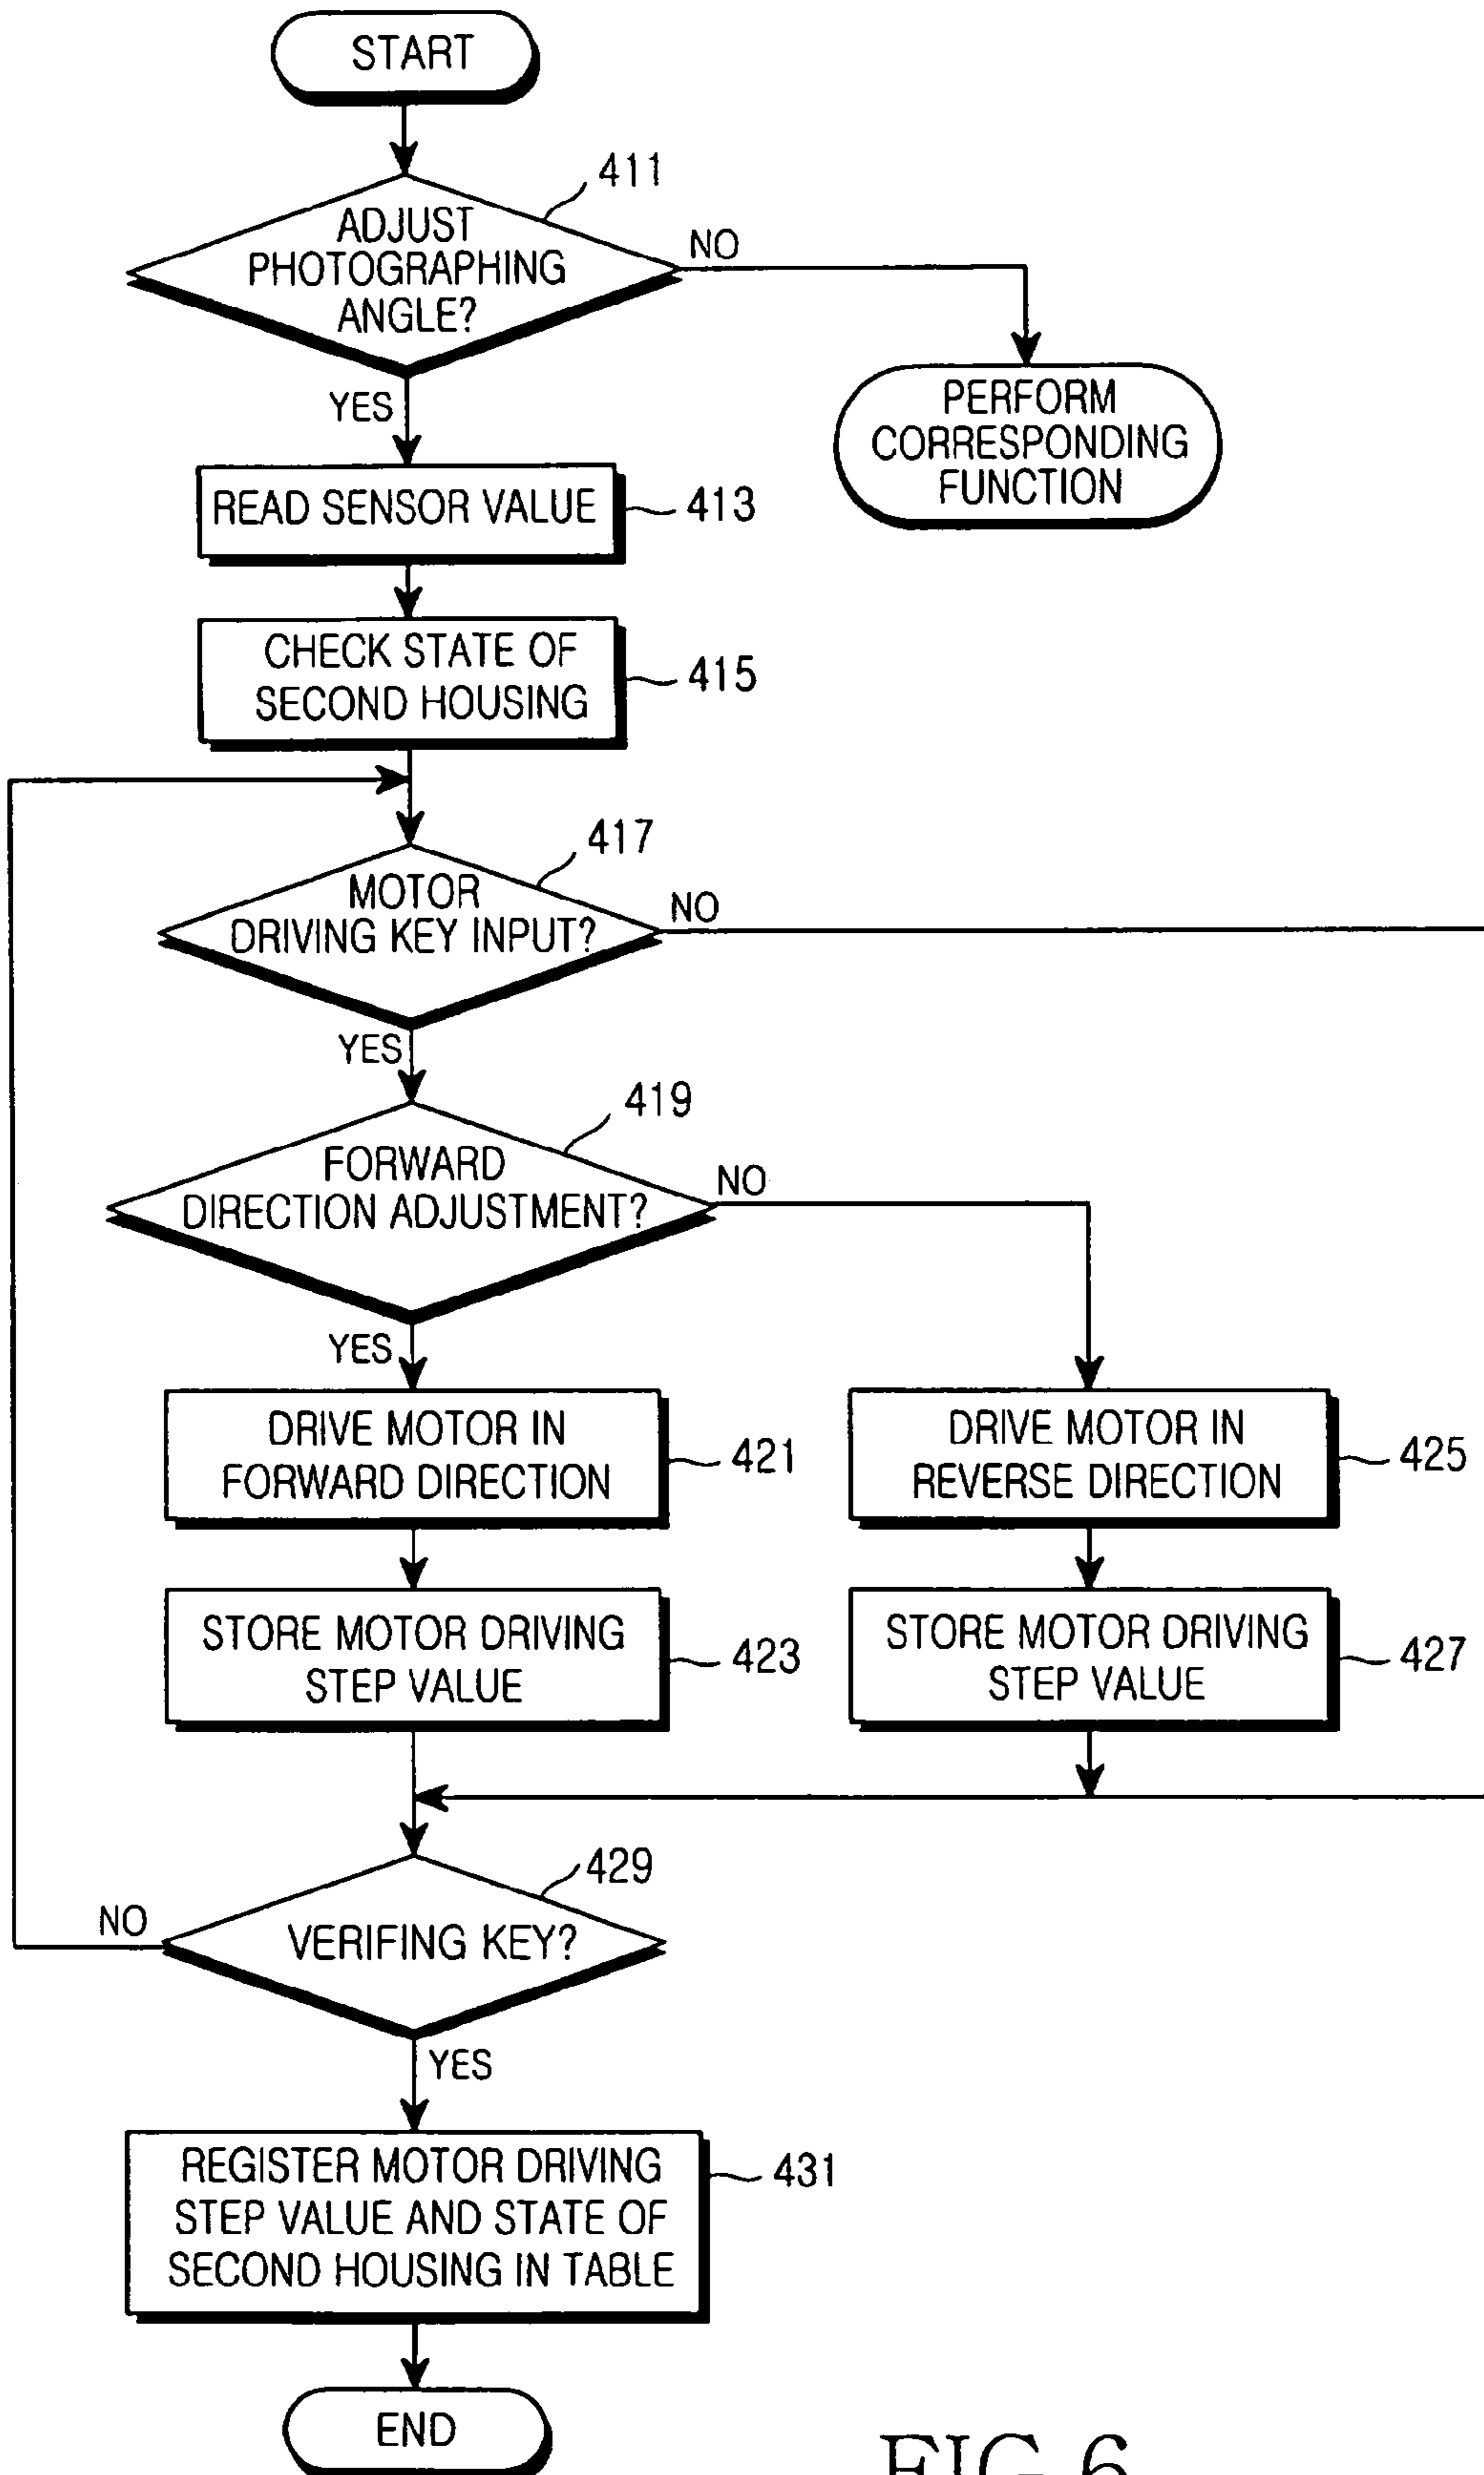 START
411
ADJUST
PHOTOGRAPHING
ANGLE?
NO
YES
PERFORM
CORRESPONDING
FUNCTION
READ SENSOR VALUE
413
CHECK STATE OF
SECOND HOUSING
415
417
MOTOR
DRIVING KEY INPUT?
NO
YES
419
FORWARD
DIRECTION ADJUSTMENT?
NO
YES
DRIVE MOTOR IN
FORWARD DIRECTION
421
DRIVE MOTOR IN
REVERSE DIRECTION
425
STORE MOTOR DRIVING
STEP VALUE
423
STORE MOTOR DRIVING
STEP VALUE
427
429
NO
VERIFING KEY?
YES
REGISTER MOTOR DRIVING
STEP VALUE AND STATE OF
SECOND HOUSING IN TABLE
431
END
FIG.6